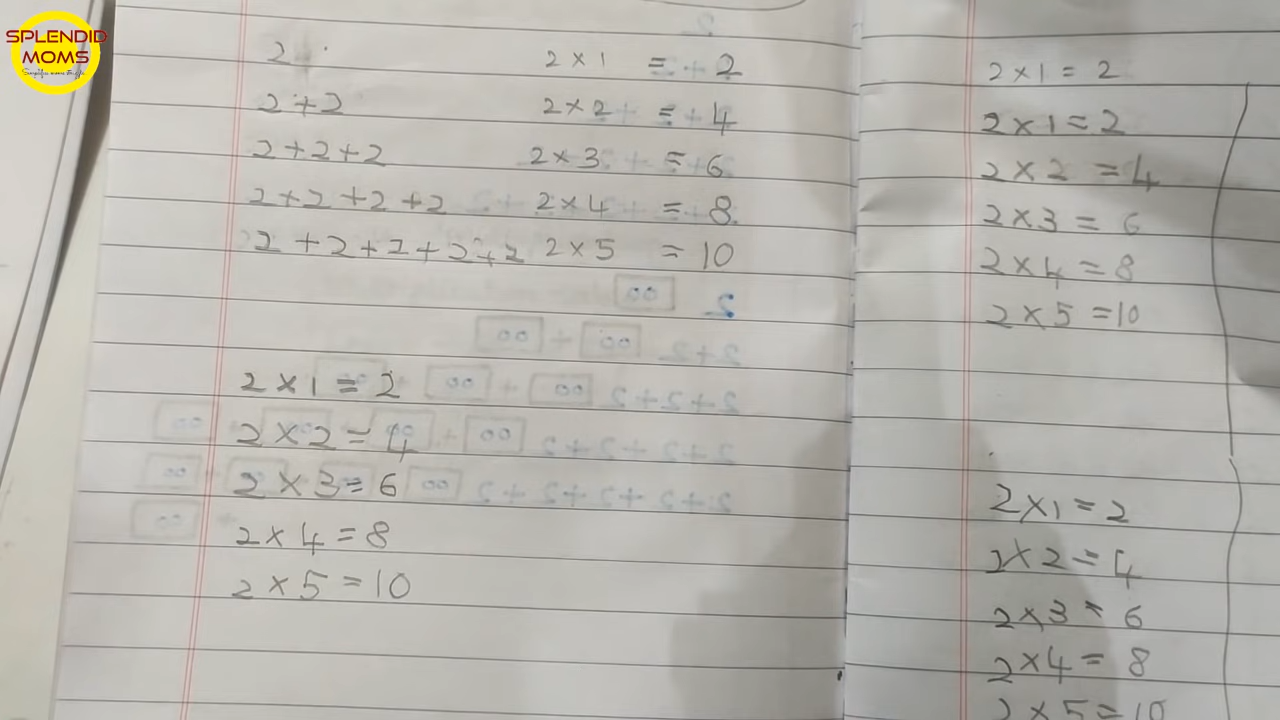 SPLENDID
MOMS
2 2 × 1 = 2
2+2 2 × 2 = 4
2+2+2 2 × 3 = 6
2+2+2+2 2 × 4 = 8
2+2+2+2+2 2 × 5 = 10
2 × 1 = 2
2 × 2 = 4
2 × 3 = 6
2 × 4 = 8
2 × 5 = 10
2 × 1 = 2
2 × 1 = 2
2 × 2 = 4
2 × 3 = 6
2 × 4 = 8
2 × 5 = 10
2 × 1 = 2
2 × 2 = 4
2 × 3 = 6
2 × 4 = 8
2 × 5 = 10